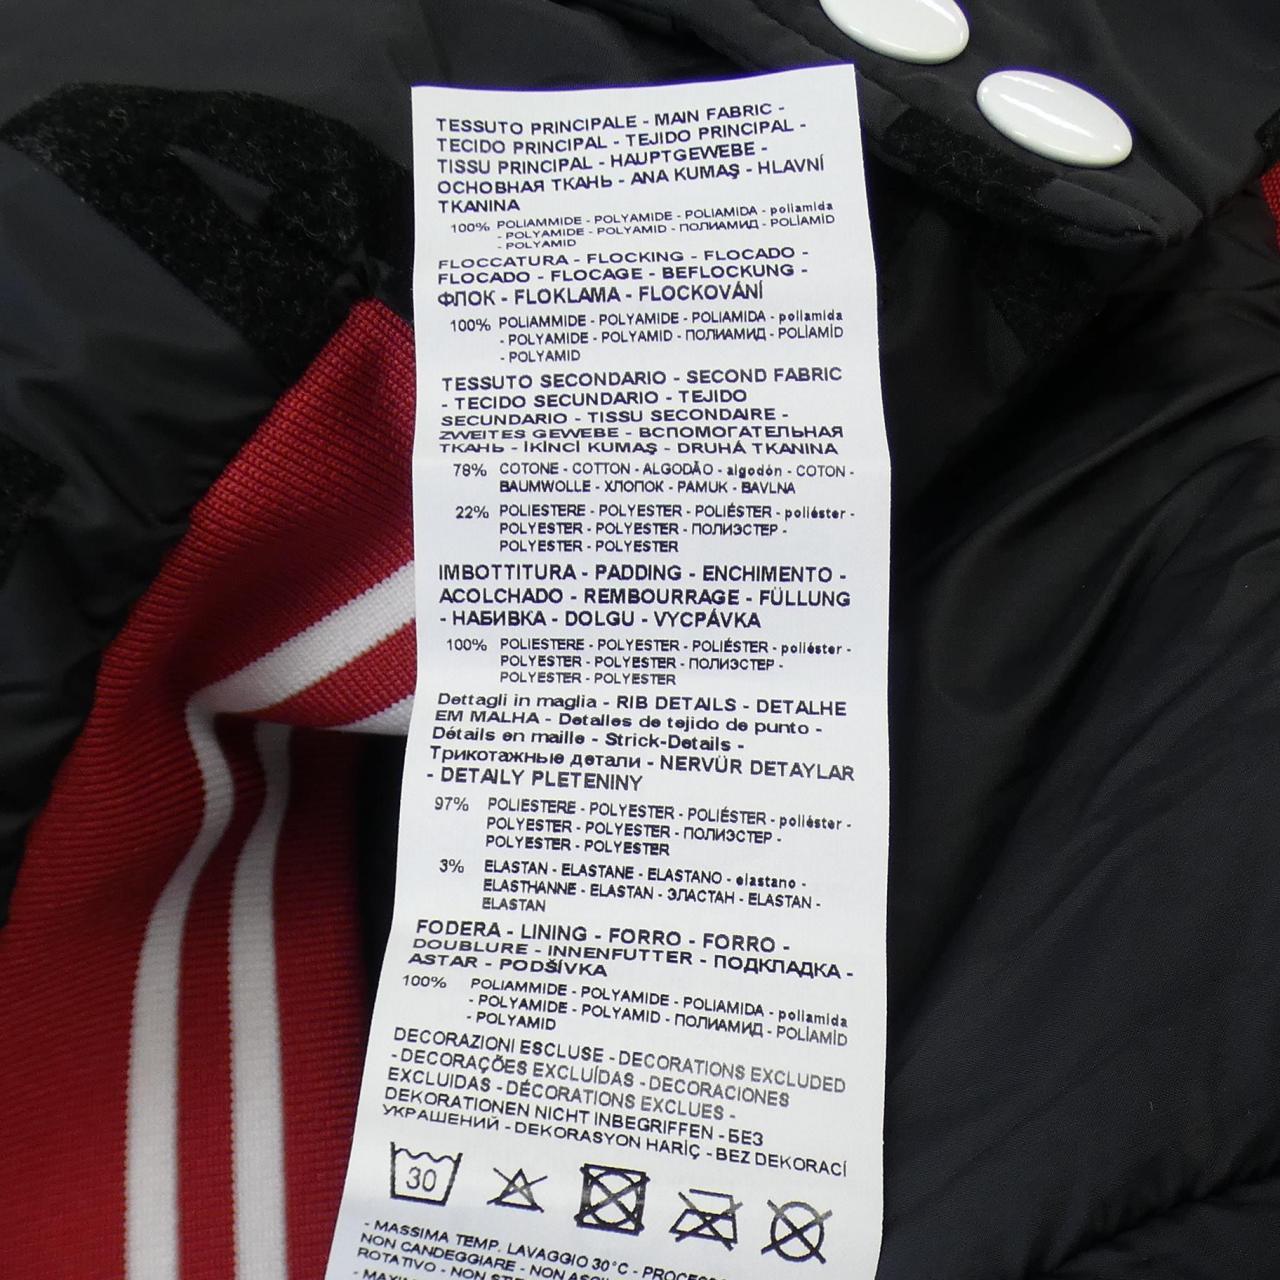 TESSUTO PRINCIPALE - MAIN FABRIC -
TECIDO PRINCIPAL - TEJIDO PRINCIPAL -
TISSU PRINCIPAL - HAUPTGEWEBE -
ОСНОВНАЯ ТКАНЬ - ANA KUMAŞ - HLAVNÍ
TKANINA
100% POLIAMMIDE - POLYAMIDE - POLIAMIDA - poliamida
- POLYAMIDE - POLYAMID - ПОЛИАМИД - POLİAMİD
- POLYAMID
FLOCCATURA - FLOCKING - FLOCADO -
FLOCADO - FLOCAGE - BEFLOCKUNG -
ФЛОК - FLOKLAMA - FLOCKOVÁNÍ
100% POLIAMMIDE - POLYAMIDE - POLIAMIDA - poliamida
- POLYAMIDE - POLYAMID - ПОЛИАМИД - POLİAMİD
- POLYAMID
TESSUTO SECONDARIO - SECOND FABRIC
- TECIDO SECUNDARIO - TEJIDO
SECUNDARIO - TISSU SECONDAIRE -
ZWEITES GEWEBE - ВСПОМОГАТЕЛЬНАЯ
ТКАНЬ - İKİNCİ KUMAŞ - DRUHÁ TKANINA
78% COTONE - COTTON - ALGODÃO - algodón - COTON -
BAUMWOLLE - ХЛОПОК - PAMUK - BAVLNA
22% POLIESTERE - POLYESTER - POLIÉSTER - poliéster -
POLYESTER - POLYESTER - ПОЛИЭСТЕР -
POLYESTER - POLYESTER
IMBOTTITURA - PADDING - ENCHIMENTO -
ACOLCHADO - REMBOURRAGE - FÜLLUNG
- НАБИВКА - DOLGU - VYCPÁVKA
100% POLIESTERE - POLYESTER - POLIÉSTER - poliéster -
POLYESTER - POLYESTER - ПОЛИЭСТЕР -
POLYESTER - POLYESTER
Dettagli in maglia - RIB DETAILS - DETALHE
EM MALHA - Detalles de tejido de punto -
Détails en maille - Strick-Details -
Трикотажные детали - NERVÜR DETAYLAR
- DETAILY PLETENINY
97% POLIESTERE - POLYESTER - POLIÉSTER - poliéster -
POLYESTER - POLYESTER - ПОЛИЭСТЕР -
POLYESTER - POLYESTER
3% ELASTAN - ELASTANE - ELASTANO - elastano -
ELASTHANNE - ELASTAN - ЭЛАСТАН - ELASTAN -
ELASTAN
FODERA - LINING - FORRO - FORRO -
DOUBLURE - INNENFUTTER - ПОДКЛАДКА -
ASTAR - PODŠÍVKA
100% POLIAMMIDE - POLYAMIDE - POLIAMIDA - poliamida
- POLYAMIDE - POLYAMID - ПОЛИАМИД - POLİAMİD
- POLYAMID
DECORAZIONI ESCLUSE - DECORATIONS EXCLUDED
- DECORAÇÕES EXCLUÍDAS - DECORACIONES
EXCLUIDAS - DÉCORATIONS EXCLUES -
DEKORATIONEN NICHT INBEGRIFFEN - БЕЗ
УКРАШЕНИЙ - DEKORASYON HARİÇ - BEZ DEKORACÍ
30
- MASSIMA TEMP. LAVAGGIO 30°C -
NON CANDEGGIARE - NON
ROTATIVO - NON